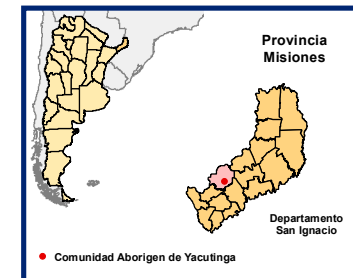 Provincia
Misiones
Departamento
San Ignacio
Comunidad Aborigen de Yacutinga